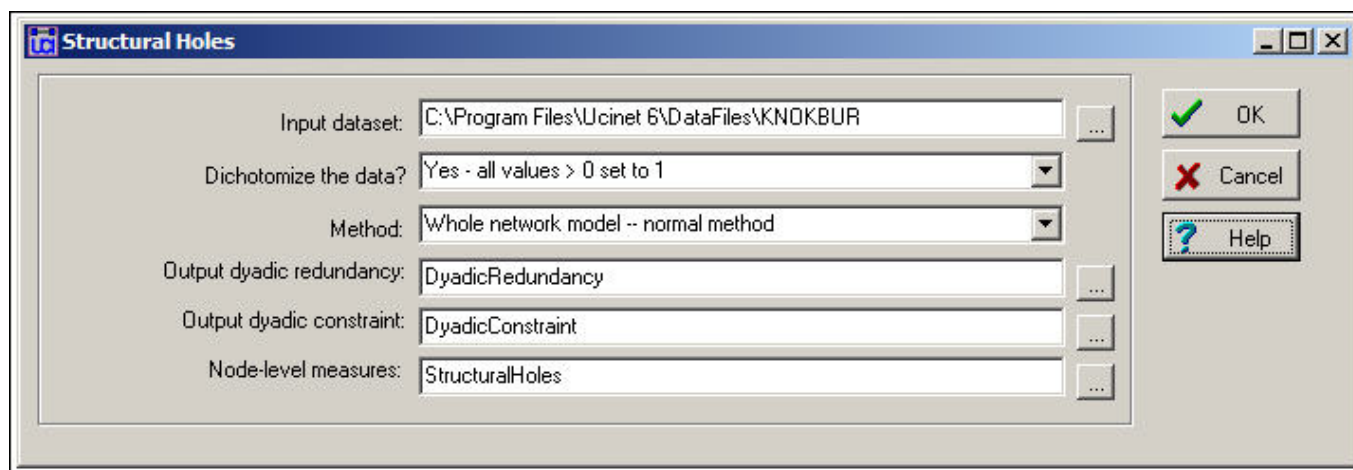 Structural Holes
Input dataset: C:\Program Files\Ucinet 6\DataFiles\KNOKBUR ... OK
Dichotomize the data? Yes - all values > 0 set to 1 Cancel
Method: Whole network model -- normal method Help
Output dyadic redundancy: DyadicRedundancy ...
Output dyadic constraint: DyadicConstraint ...
Node-level measures: StructuralHoles ...